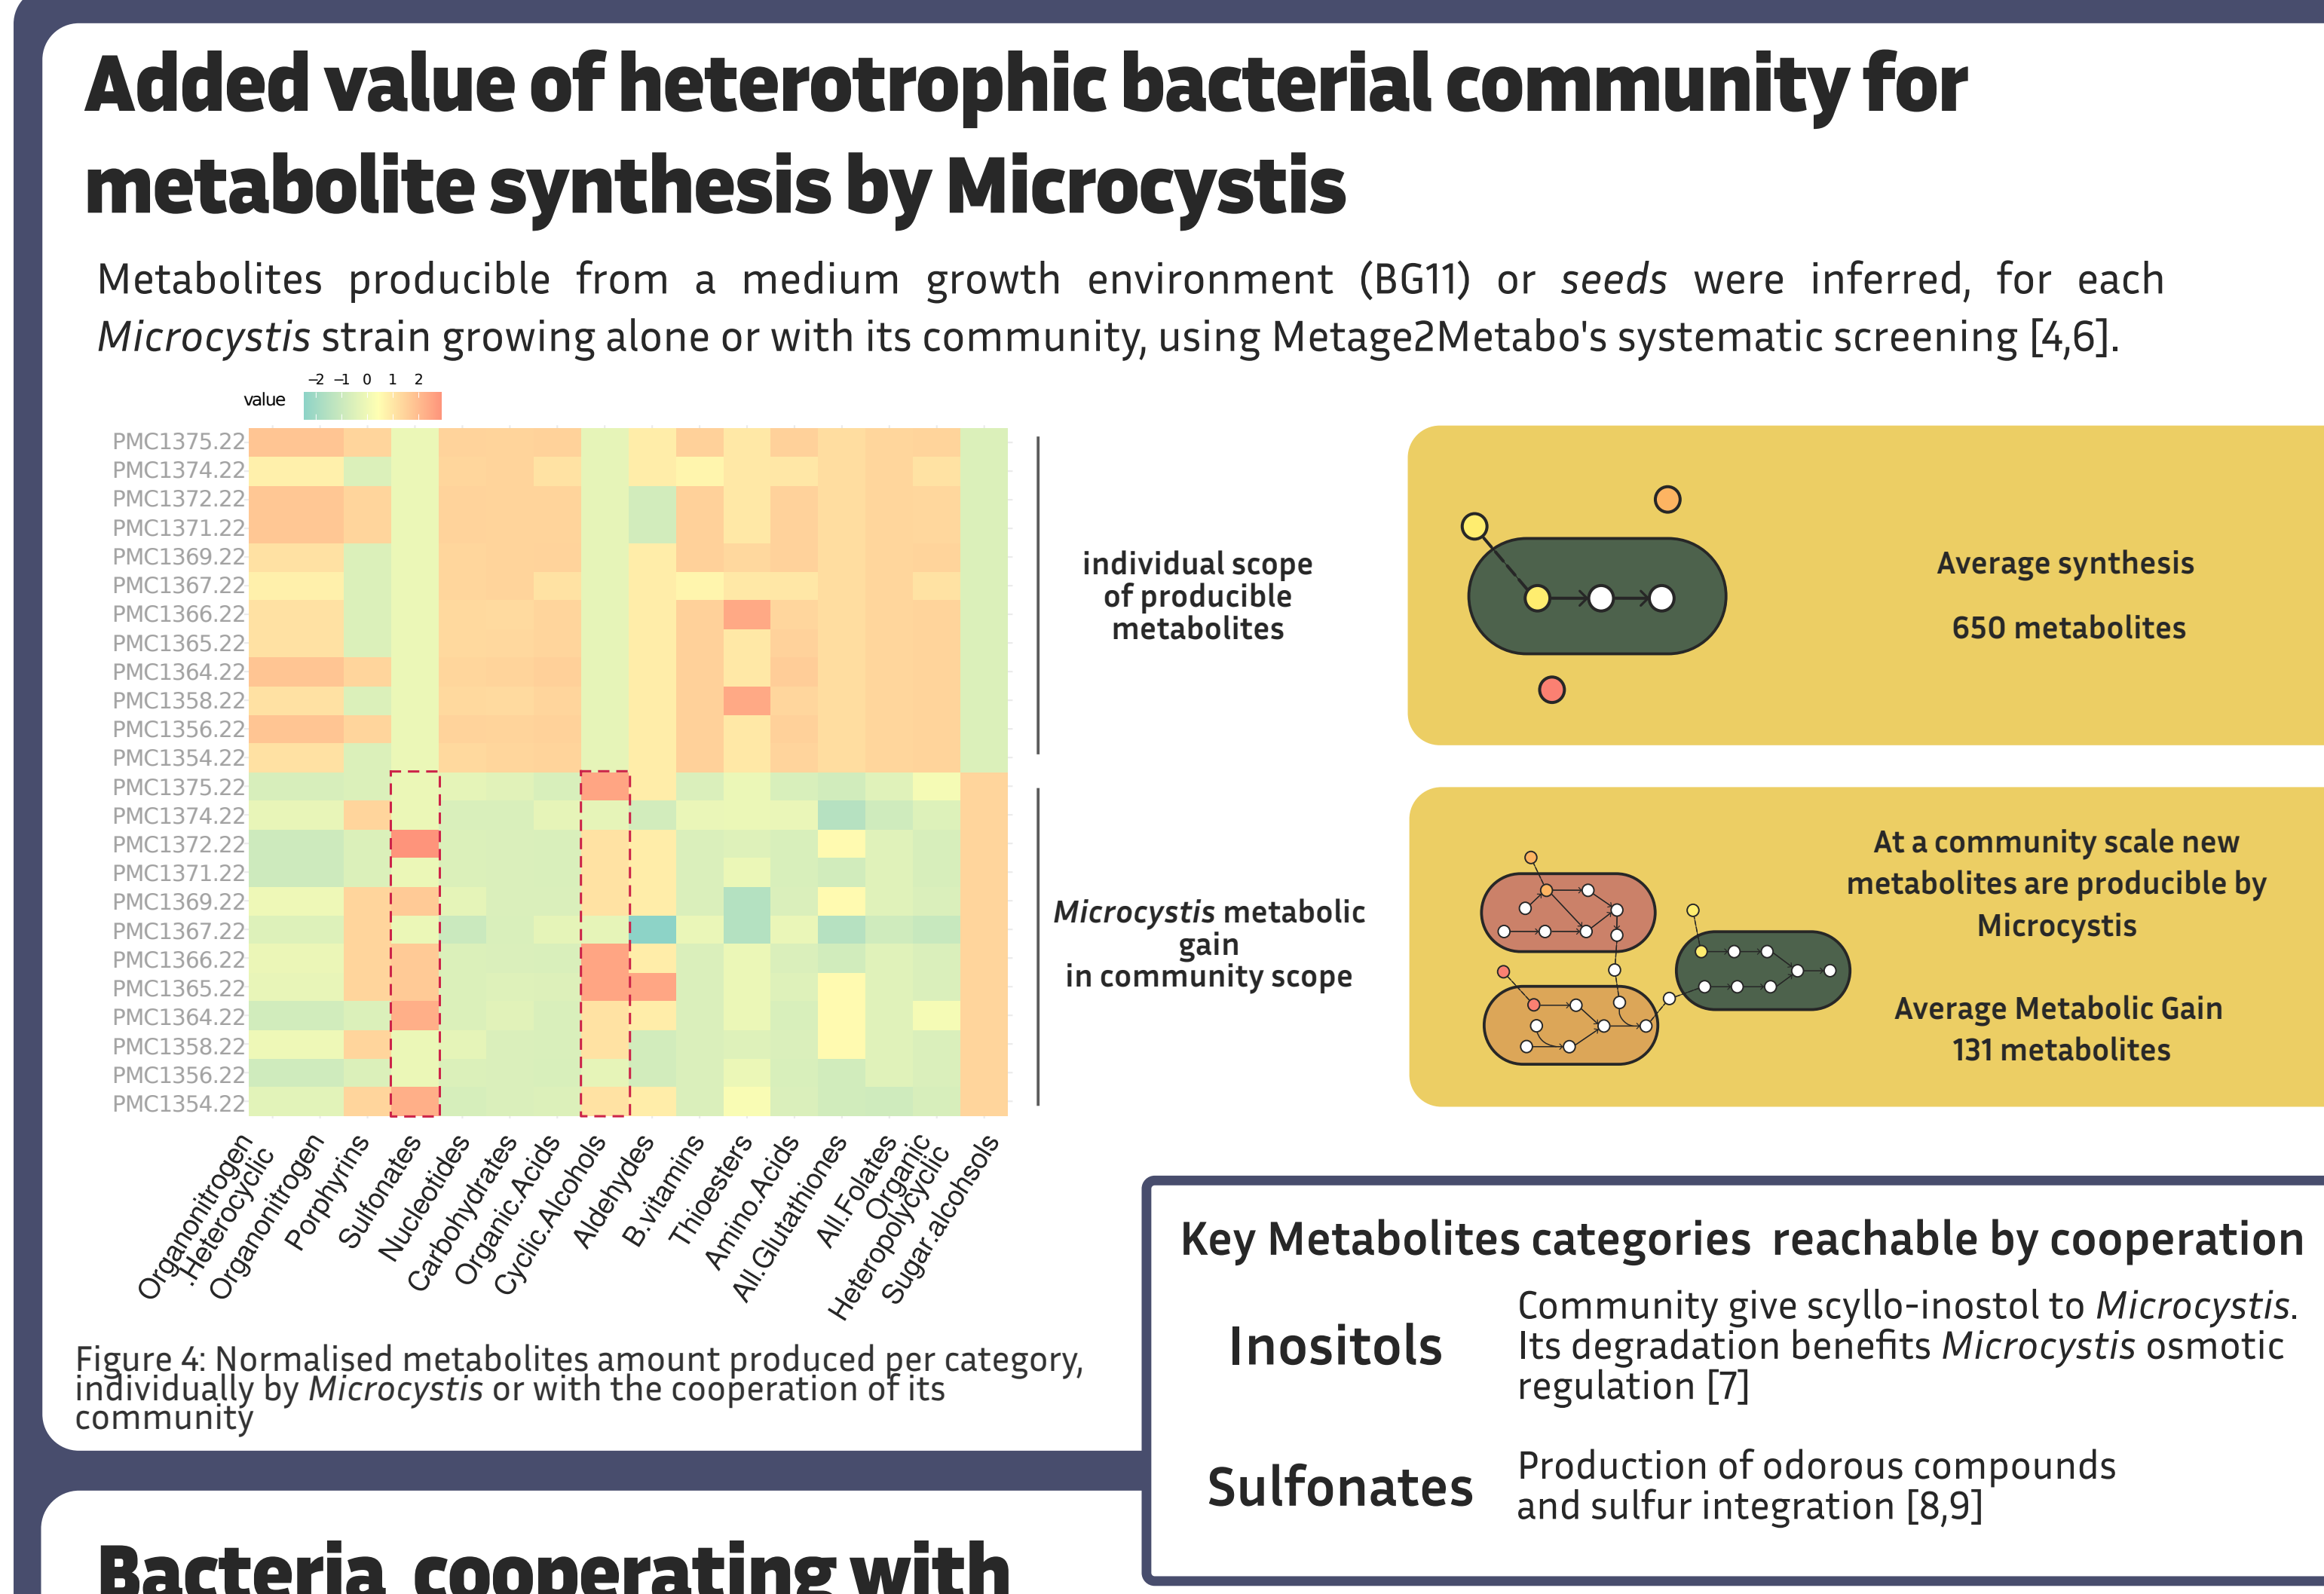 Added value of heterotrophic bacterial community for
metabolite synthesis by Microcystis
Metabolites producible from a medium growth environment (BG11) or seeds were inferred, for each
Microcystis strain growing alone or with its community, using Metage2Metabo's systematic screening [4,6].
−2 −1 0 1 2
value
PMC1375.22
PMC1374.22
PMC1372.22
PMC1371.22
PMC1369.22
PMC1367.22
PMC1366.22
PMC1365.22
PMC1364.22
PMC1358.22
PMC1356.22
PMC1354.22
PMC1375.22
PMC1374.22
PMC1372.22
PMC1371.22
PMC1369.22
PMC1367.22
PMC1366.22
PMC1365.22
PMC1364.22
PMC1358.22
PMC1356.22
PMC1354.22
Organonitrogen
.Heterocyclic
Organonitrogen
Porphyrins
Sulfonates
Nucleotides
Carbohydrates
Organic.Acids
Cyclic.Alcohols
Aldehydes
B.vitamins
Thioesters
Amino.Acids
All.Glutathiones
All.Folates
Organic
Heteropolycyclic
Sugar.alcohsols
individual scope
of producible
metabolites
Microcystis metabolic
gain
in community scope
Average synthesis
650 metabolites
At a community scale new
metabolites are producible by
Microcystis
Average Metabolic Gain
131 metabolites
Figure 4: Normalised metabolites amount produced per category,
individually by Microcystis or with the cooperation of its
community
Key Metabolites categories reachable by cooperation
Inositols
Community give scyllo-inostol to Microcystis.
Its degradation benefits Microcystis osmotic
regulation [7]
Sulfonates
Production of odorous compounds
and sulfur integration [8,9]
Bacteria cooperating with